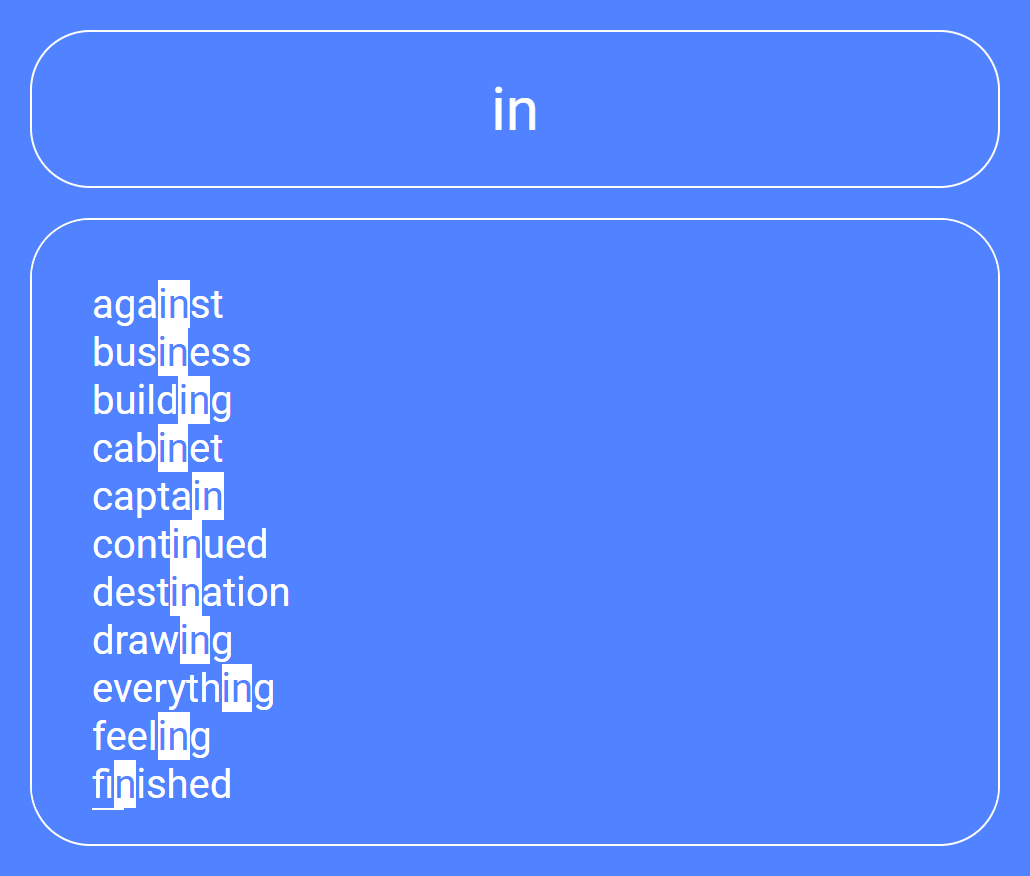 in
against
business
building
cabinet
captain
continued
destination
drawing
everything
feeling
finished